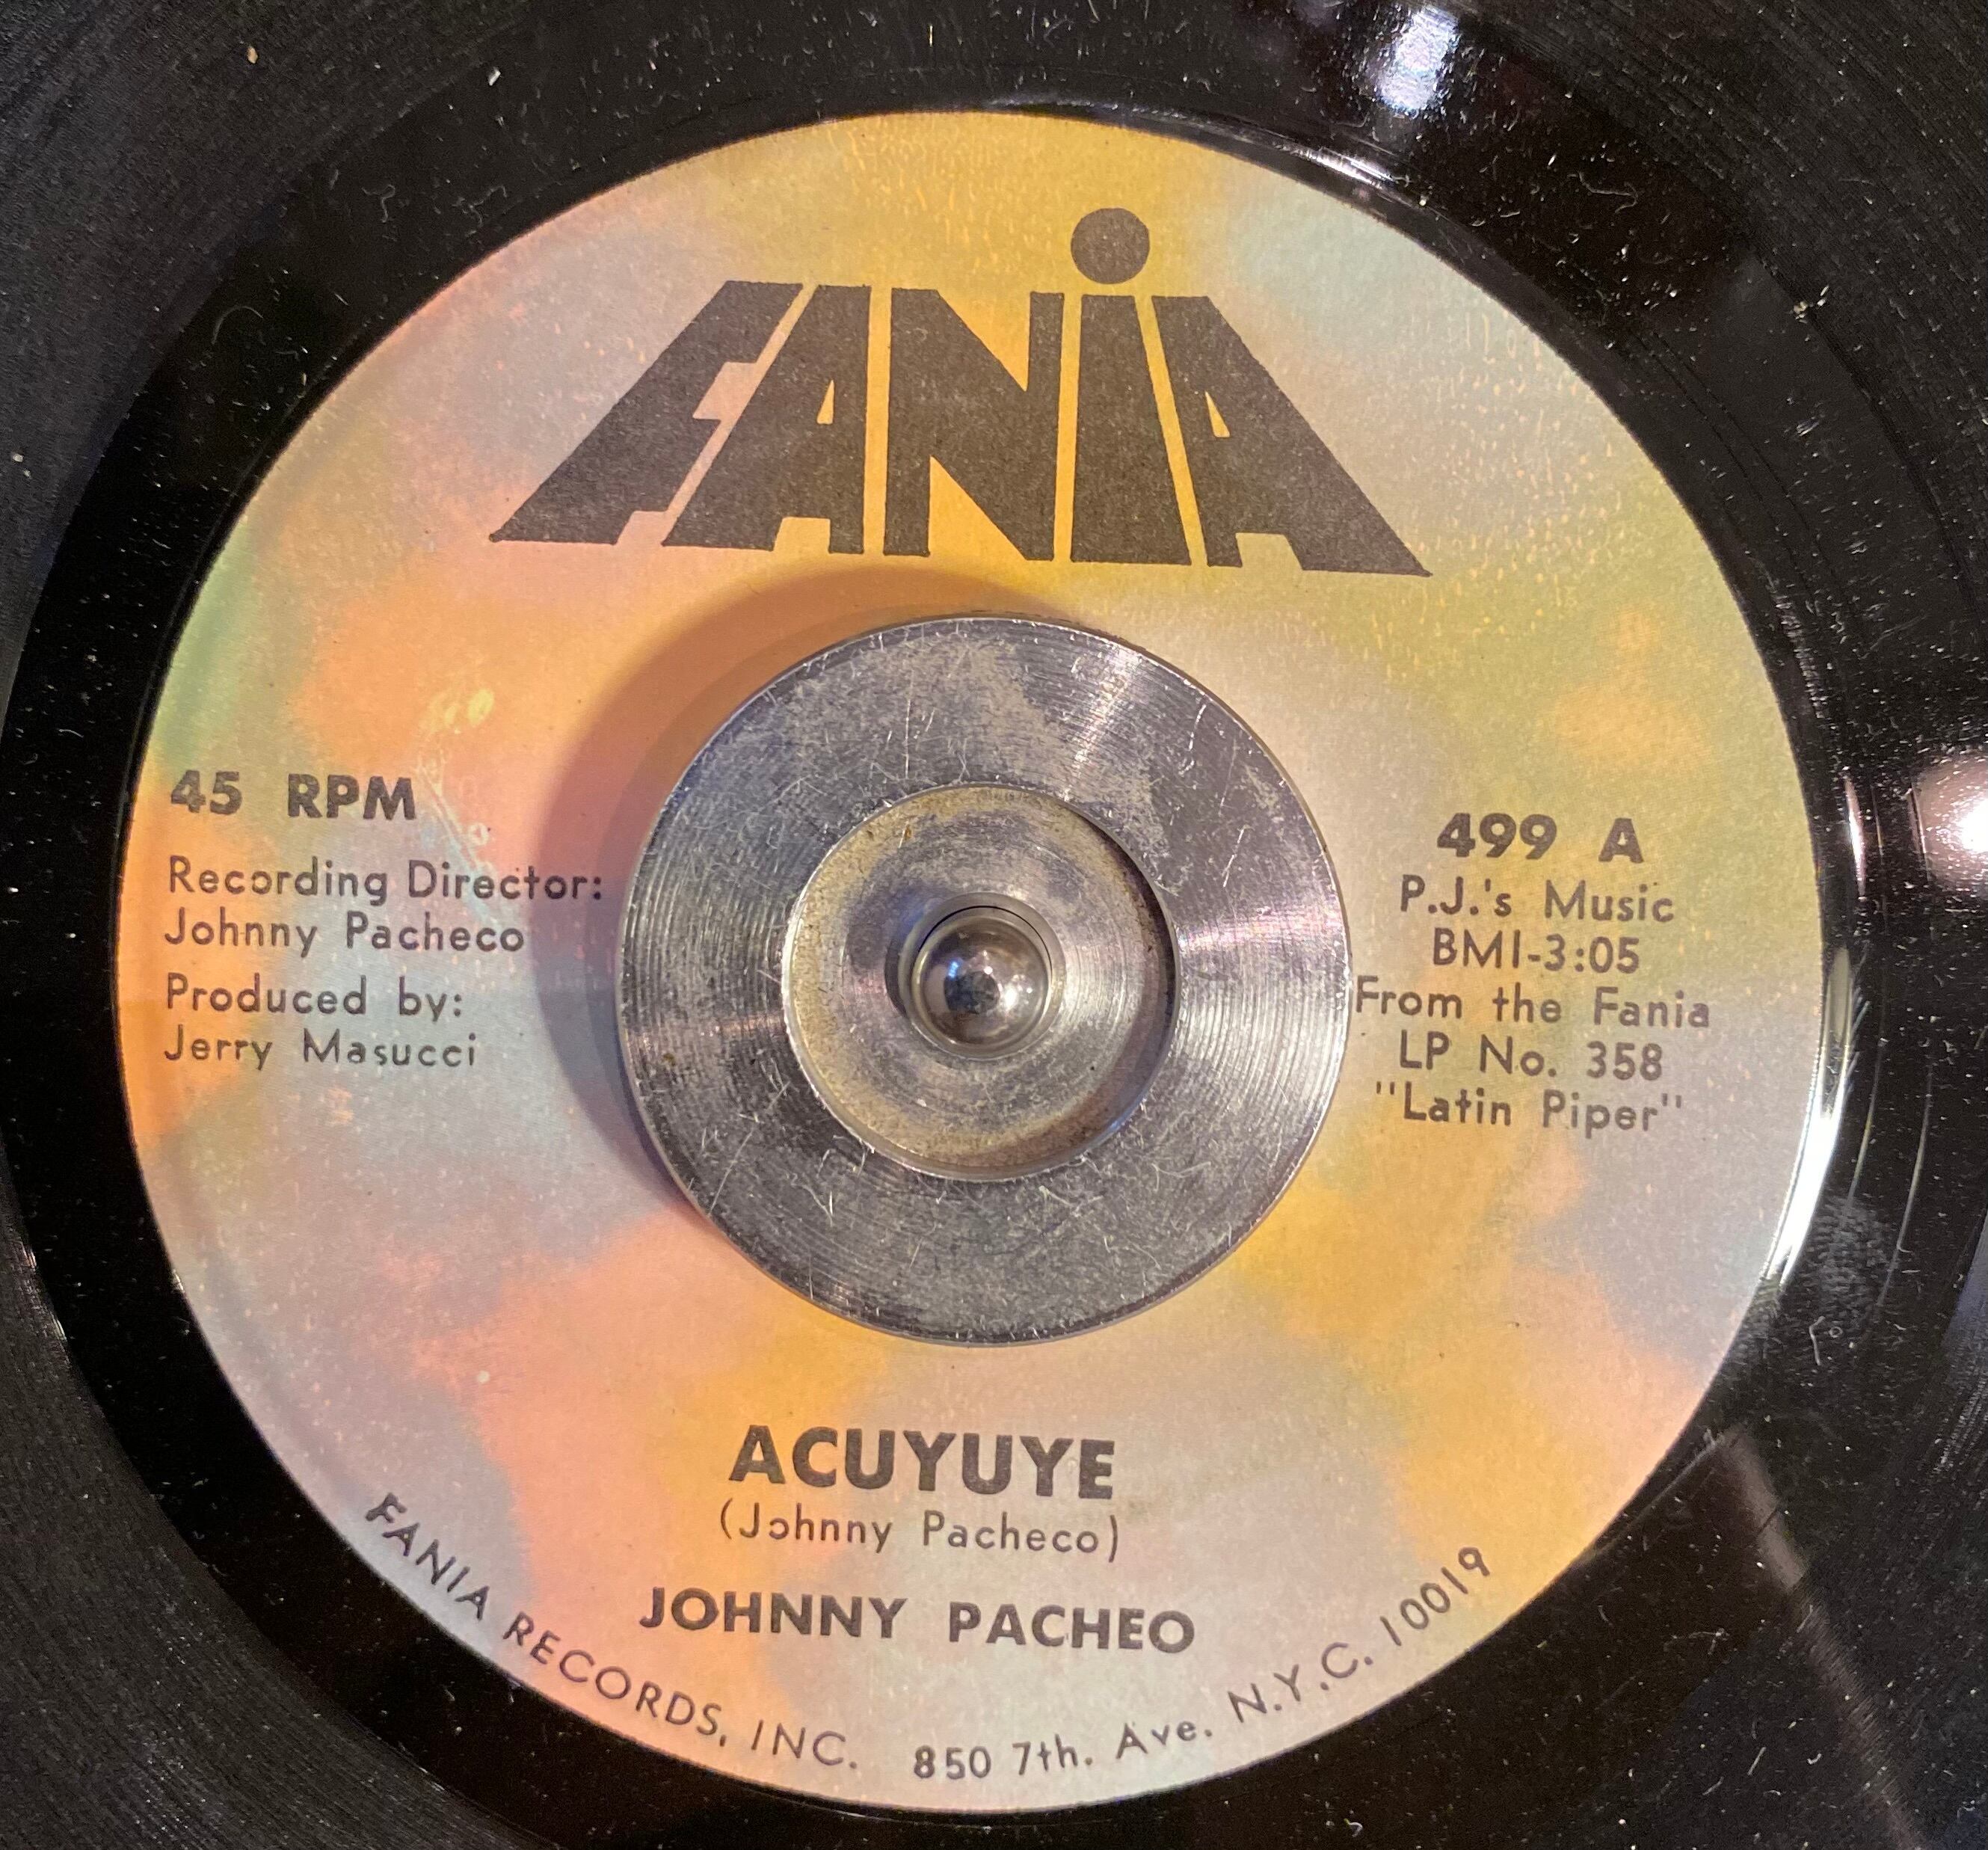 FANiA
45 RPM
Recording Director:
Johnny Pacheco
Produced by:
Jerry Masucci
499 A
P.J.'s Music
BMI-3:05
From the Fania
LP No. 358
"Latin Piper"
ACUYUYE
(Johnny Pacheco)
JOHNNY PACHEO
FANIA RECORDS, INC. 850 7th. Ave. N.Y.C. 10019